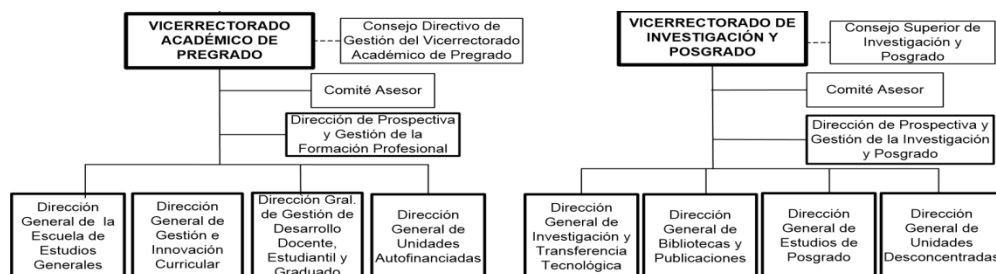 VICERRECTORADO
ACADÉMICO DE
PREGRADO
Consejo Directivo de
Gestión del Vicerrectorado
Académico de Pregrado
Comité Asesor
Dirección de Prospectiva
y Gestión de la
Formación Profesional
Dirección
General de la
Escuela de
Estudios
Generales
Dirección
General de
Gestión e
Innovación
Curricular
Dirección Gral.
de Gestión de
Desarrollo
Docente,
Estudiantil y
Graduado
Dirección
General de
Unidades
Autofinanciadas
VICERRECTORADO DE
INVESTIGACIÓN Y
POSGRADO
Consejo Superior de
Investigación y
Posgrado
Comité Asesor
Dirección de Prospectiva y
Gestión de la Investigación
y Posgrado
Dirección
General de
Investigación y
Transferencia
Tecnológica
Dirección
General de
Bibliotecas y
Publicaciones
Dirección
General de
Estudios de
Posgrado
Dirección
General de
Unidades
Desconcentradas